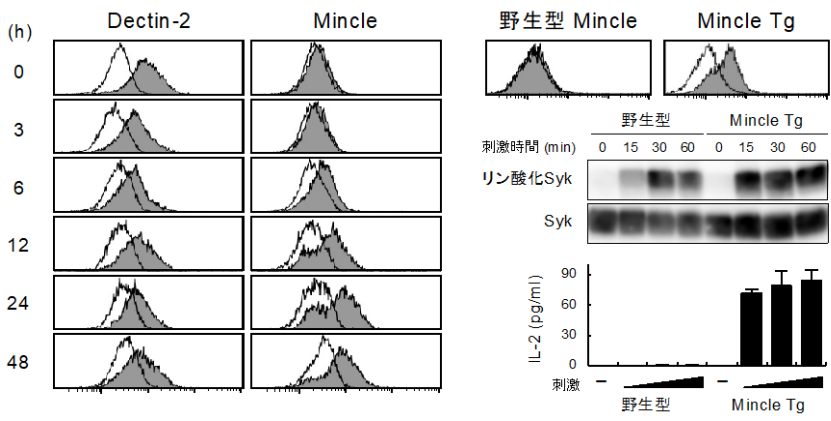 Dectin-2 Mincle
(h)
0
3
6
12
24
48
野生型 Mincle Mincle Tg
野生型 Mincle Tg
刺激時間 (min) 0 15 30 60 0 15 30 60
リン酸化Syk
Syk
IL-2 (pg/ml)
90
60
30
0
刺激 − −
野生型 Mincle Tg